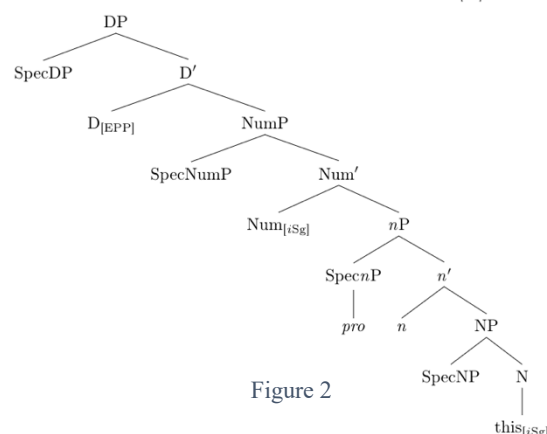 DP
SpecDP D′
D[EPP] NumP
SpecNumP Num′
Num[iSg] nP
SpecnP n′
pro n NP
SpecNP N
Figure 2
this[iSg]